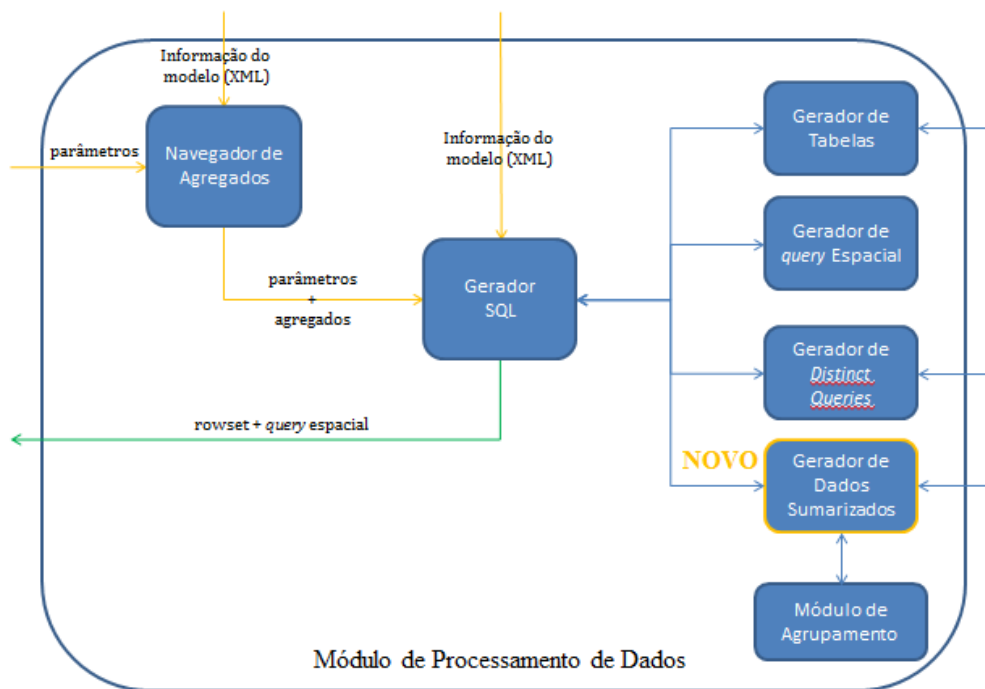 Informação do
modelo (XML)
parâmetros
Navegador de
Agregados
Informação do
modelo (XML)
parâmetros
+
agregados
Gerador
SQL
rowset + query espacial
Gerador de
Tabelas
Gerador de
query Espacial
Gerador de
Distinct
Queries
NOVO
Gerador de
Dados
Sumarizados
Módulo de
Agrupamento
Módulo de Processamento de Dados